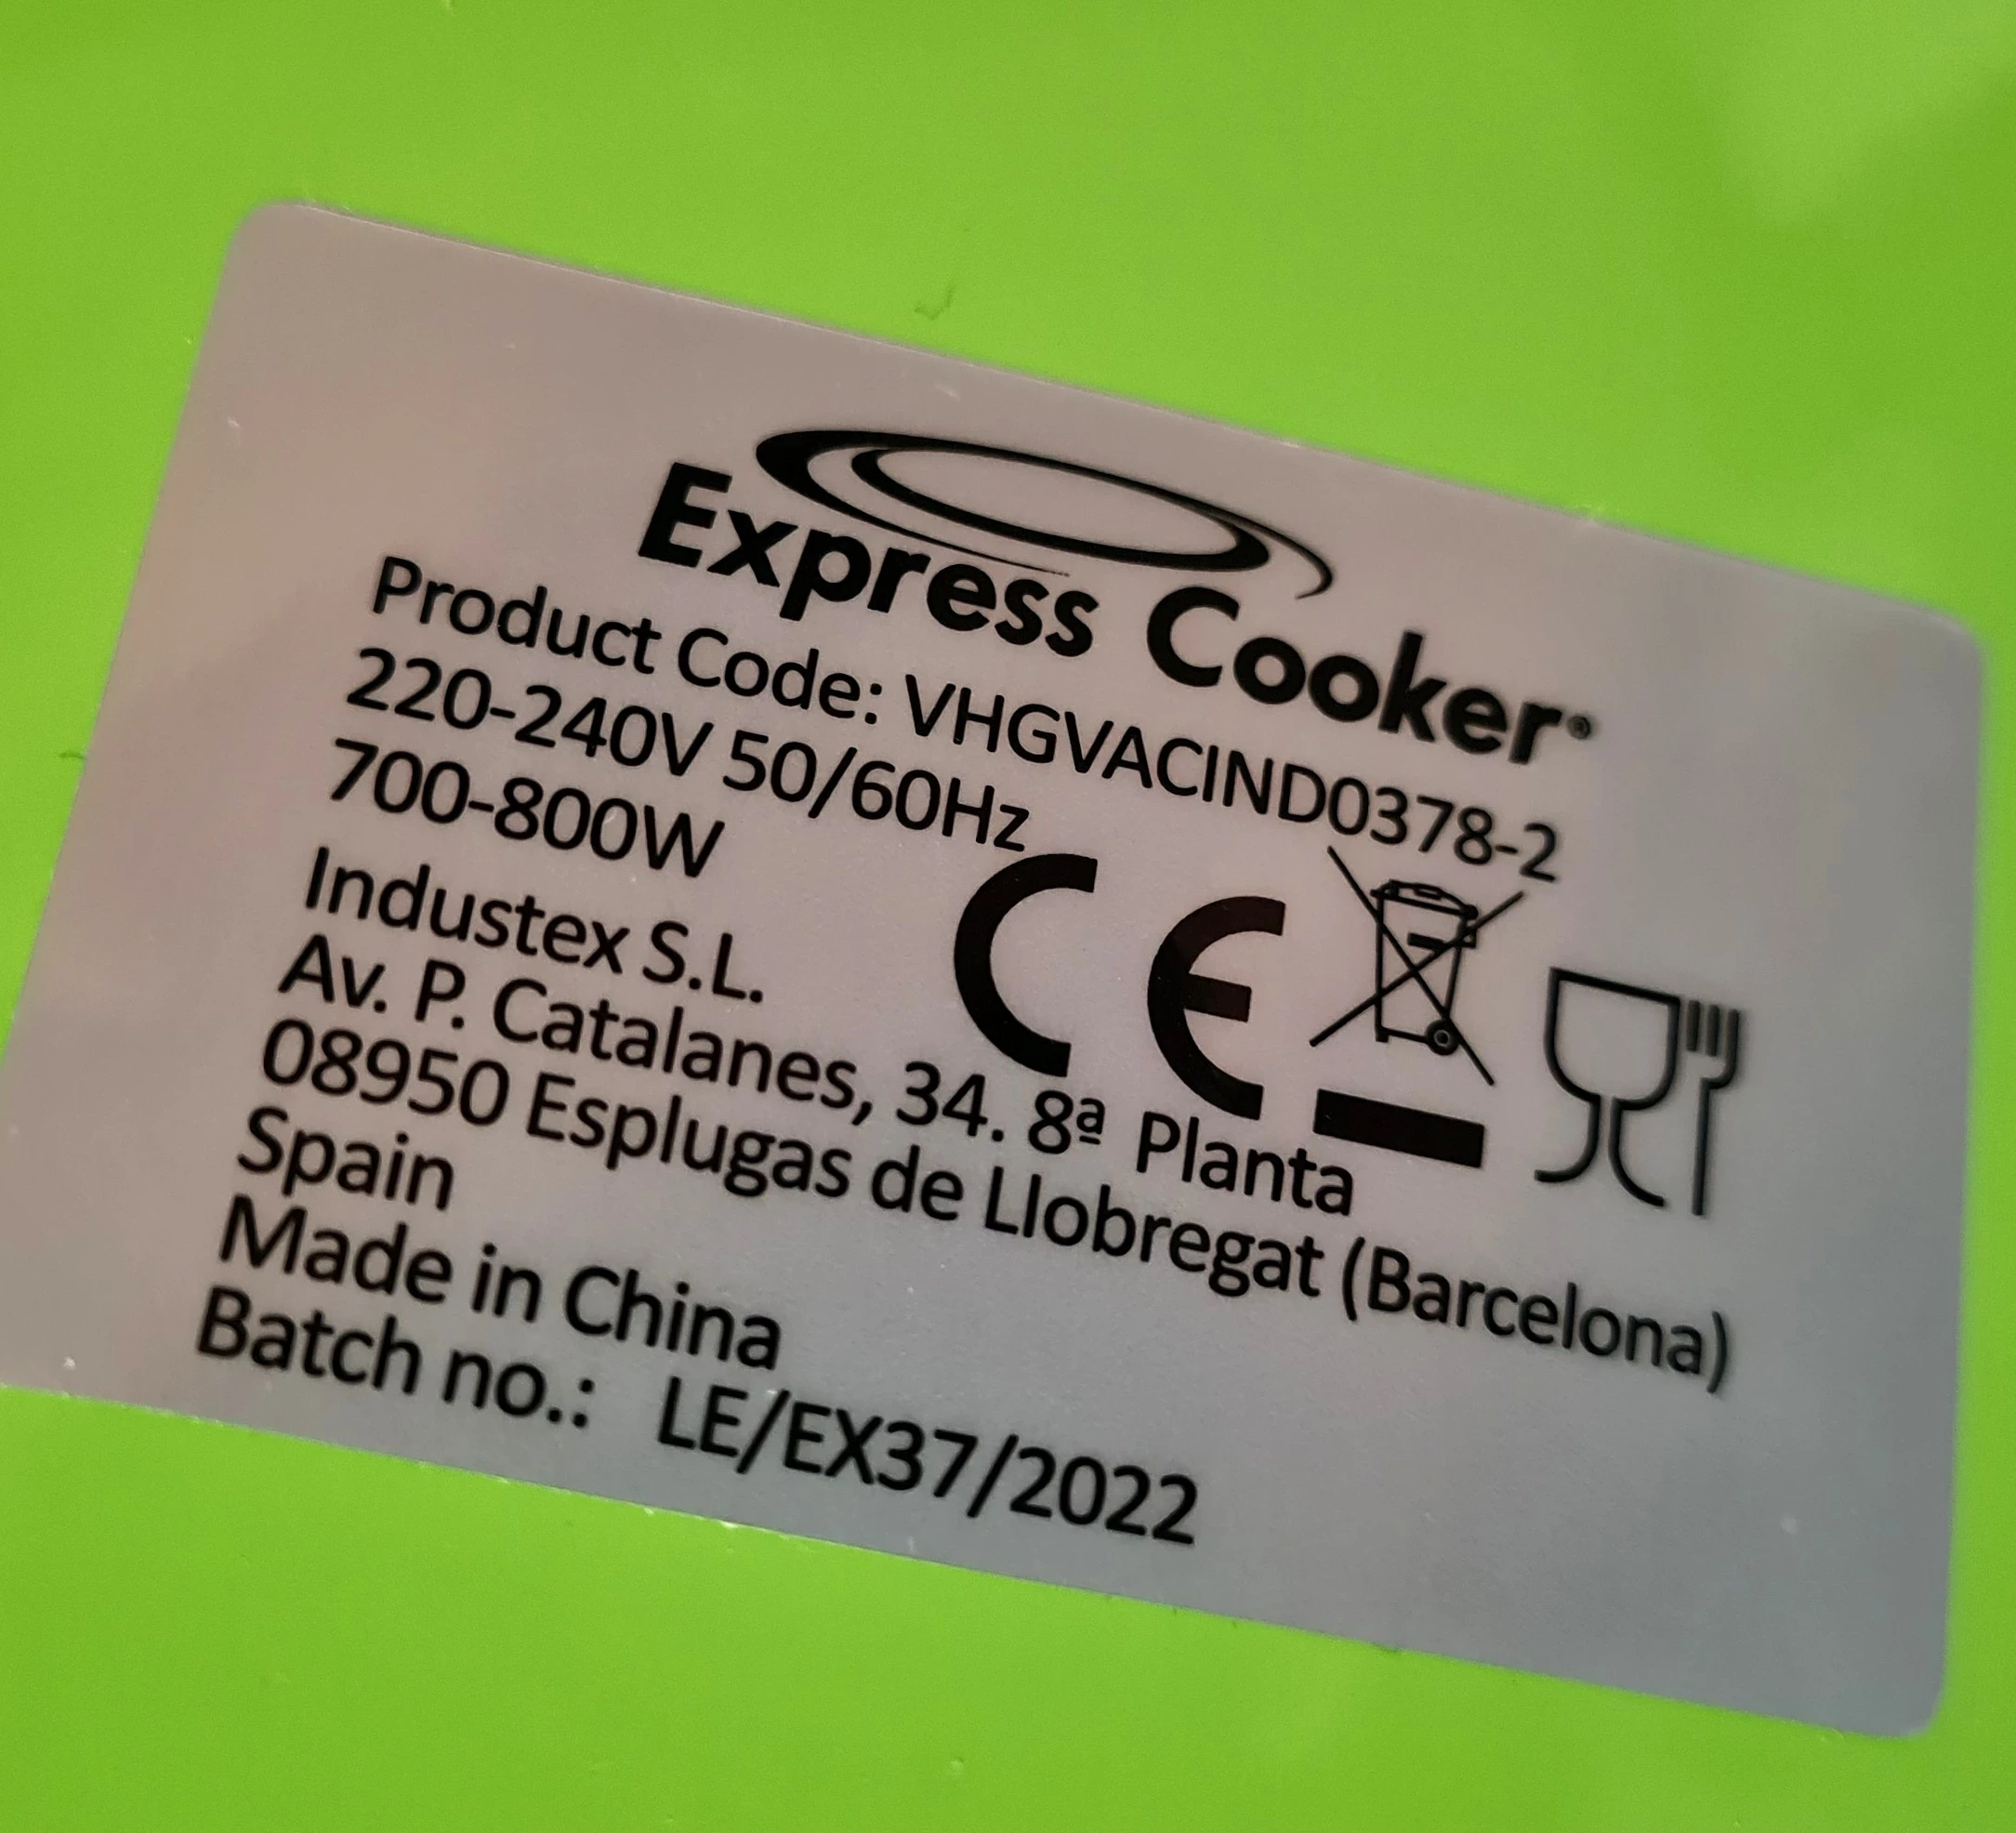 Express Cooker®
Product Code: VHGVACIND0378-2
220-240V 50/60Hz
700-800W
CE
Industex S.L.
Av. P. Catalanes, 34. 8ª Planta
08950 Esplugas de Llobregat (Barcelona)
Spain
Made in China
Batch no.: LE/EX37/2022